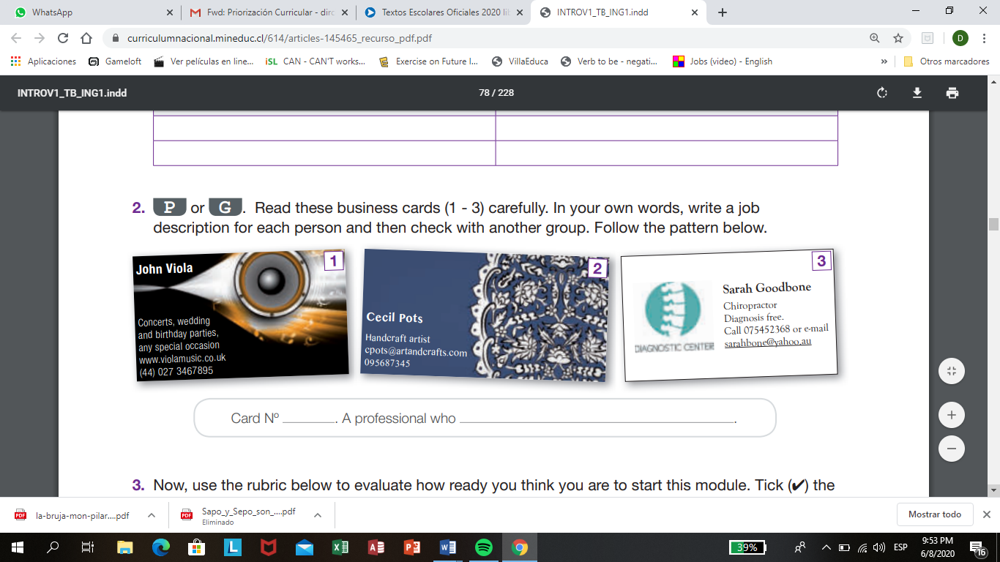 WhatsApp
Fwd: Priorización Curricular - dirc
Textos Escolares Oficiales 2020 lib
INTROV1_TB_ING1.indd
curriculumnacional.mineduc.cl/614/articles-145465_recurso_pdf.pdf
D
Aplicaciones
Gameloft
Ver películas en line...
iSL CAN - CAN'T works...
Exercise on Future I...
VillaEduca
Verb to be - negati...
Jobs (video) - English
»
Otros marcadores
INTROV1_TB_ING1.indd
78 / 228
2. P or G. Read these business cards (1 - 3) carefully. In your own words, write a job
description for each person and then check with another group. Follow the pattern below.
1
John Viola
Concerts, wedding
and birthday parties,
any special occasion
www.violamusic.co.uk
(44) 027 3467895
2
Cecil Pots
Handcraft artist
cpots@artandcrafts.com
095687345
3
DIAGNOSTIC CENTER
Sarah Goodbone
Chiropractor
Diagnosis free.
Call 075452368 or e-mail
sarahbone@yahoo,au
Card Nº _______. A professional who ___________________________________.
3. Now, use the rubric below to evaluate how ready you think you are to start this module. Tick (✔) the
la-bruja-mon-pilar....pdf
Sapo_y_Sepo_son_....pdf
Eliminado
Mostrar todo
39%
ESP
9:53 PM
6/8/2020
16